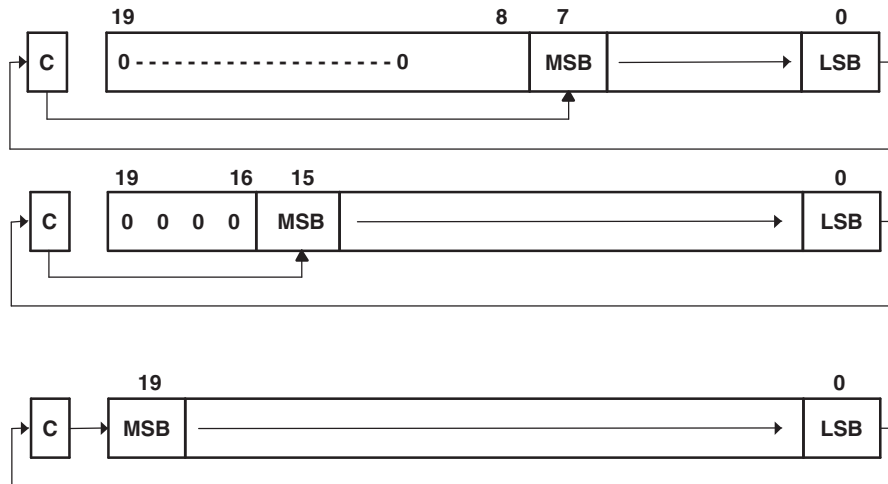 19 8 7 0
C 0--------------------0 MSB LSB
19 16 15 0
C 0 0 0 0 MSB LSB
19 0
C MSB LSB